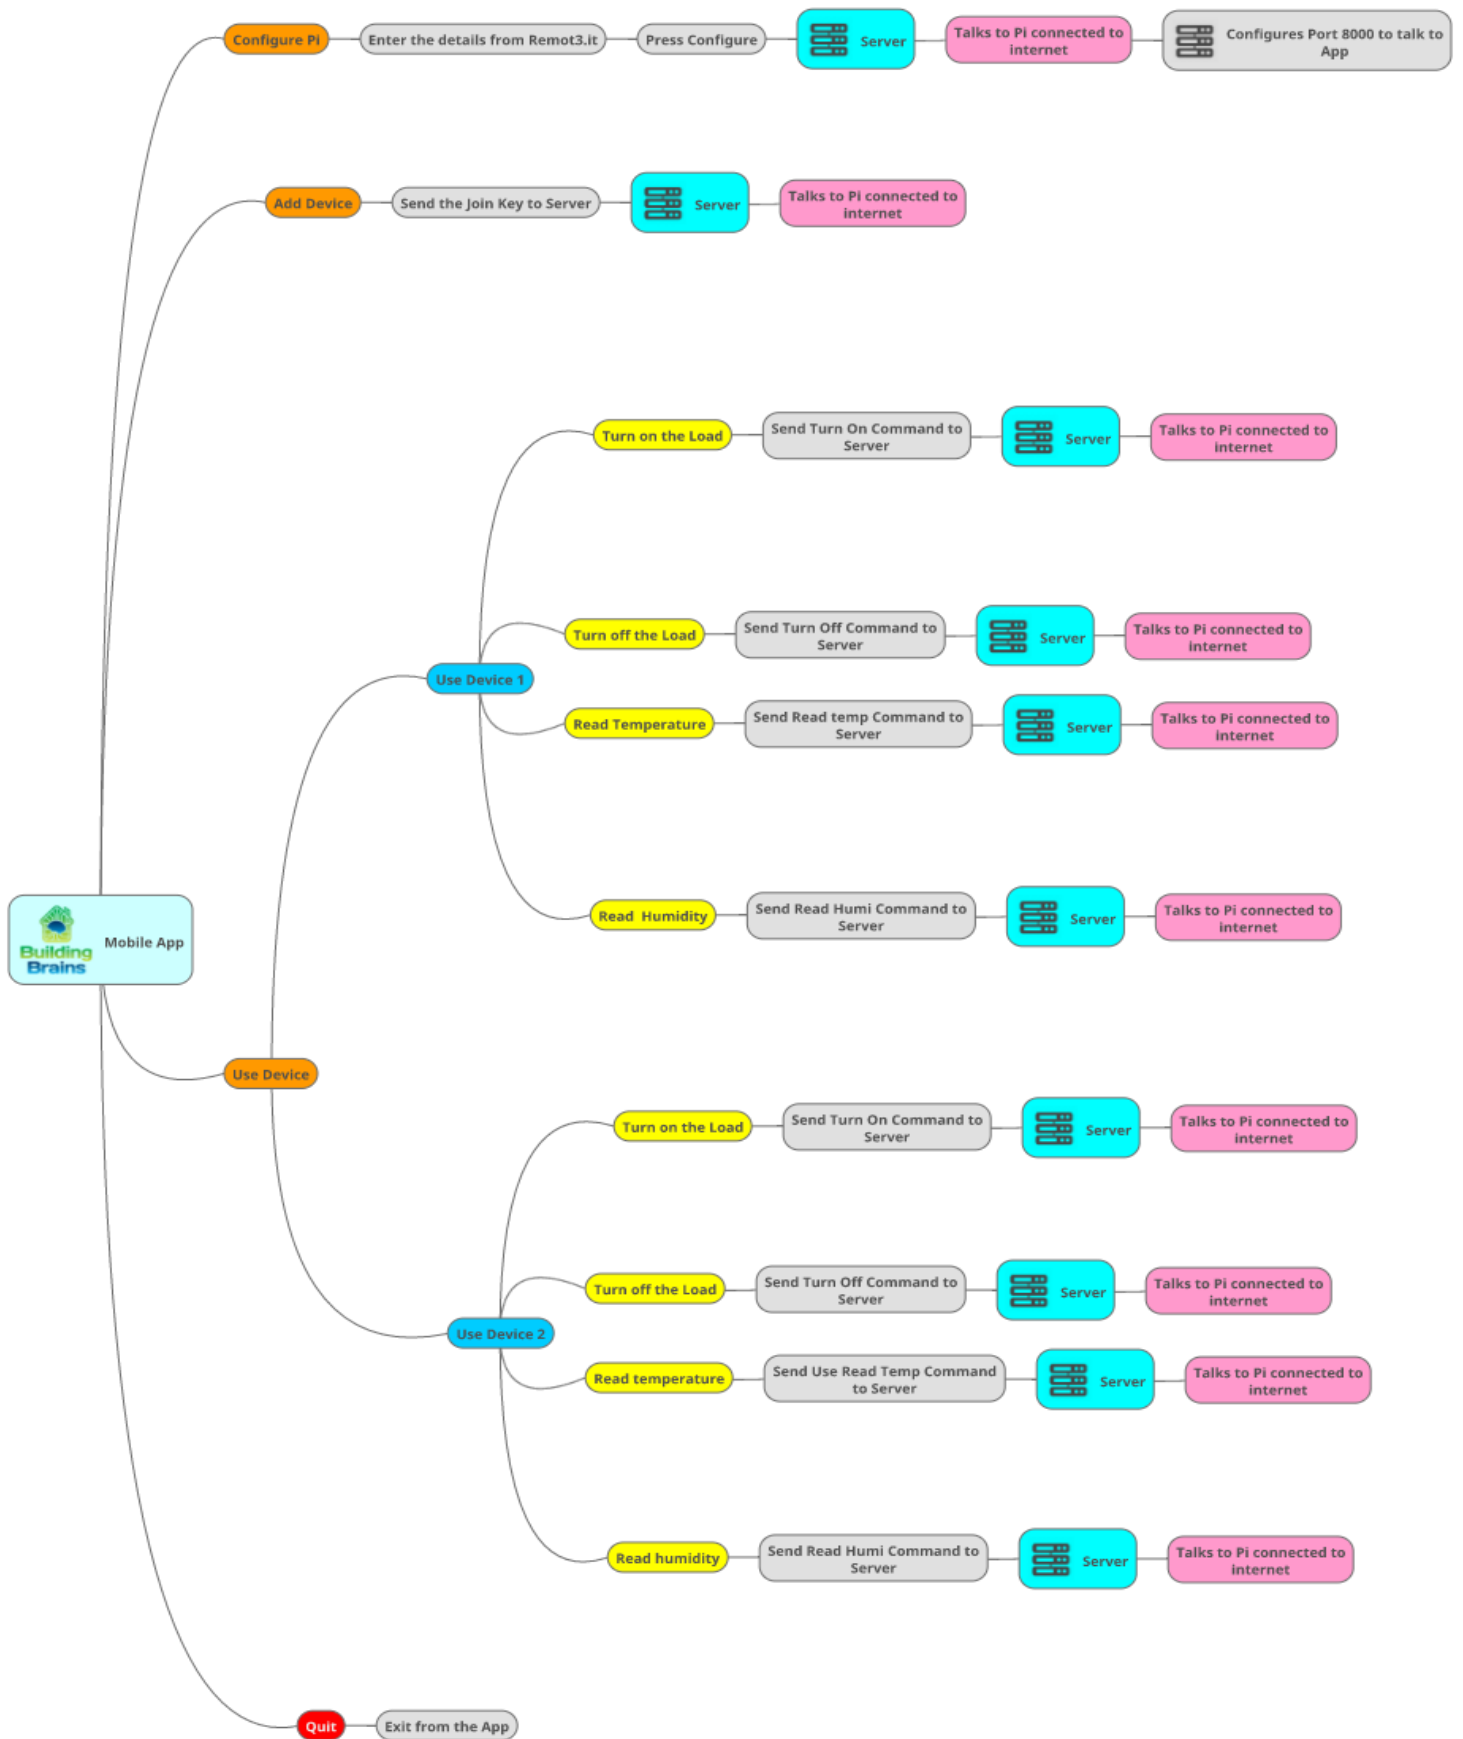 Configure Pi
Enter the details from Remot3.it
Press Configure
Server
Talks to Pi connected to
internet
Configures Port 8000 to talk to
App
Add Device
Send the Join Key to Server
Server
Talks to Pi connected to
internet
Turn on the Load
Send Turn On Command to
Server
Server
Talks to Pi connected to
internet
Turn off the Load
Send Turn Off Command to
Server
Server
Talks to Pi connected to
internet
Use Device 1
Read Temperature
Send Read temp Command to
Server
Server
Talks to Pi connected to
internet
Read  Humidity
Send Read Humi Command to
Server
Server
Talks to Pi connected to
internet
Building
Brains
Mobile App
Use Device
Turn on the Load
Send Turn On Command to
Server
Server
Talks to Pi connected to
internet
Turn off the Load
Send Turn Off Command to
Server
Server
Talks to Pi connected to
internet
Use Device 2
Read temperature
Send Use Read Temp Command
to Server
Server
Talks to Pi connected to
internet
Read humidity
Send Read Humi Command to
Server
Server
Talks to Pi connected to
internet
Quit
Exit from the App